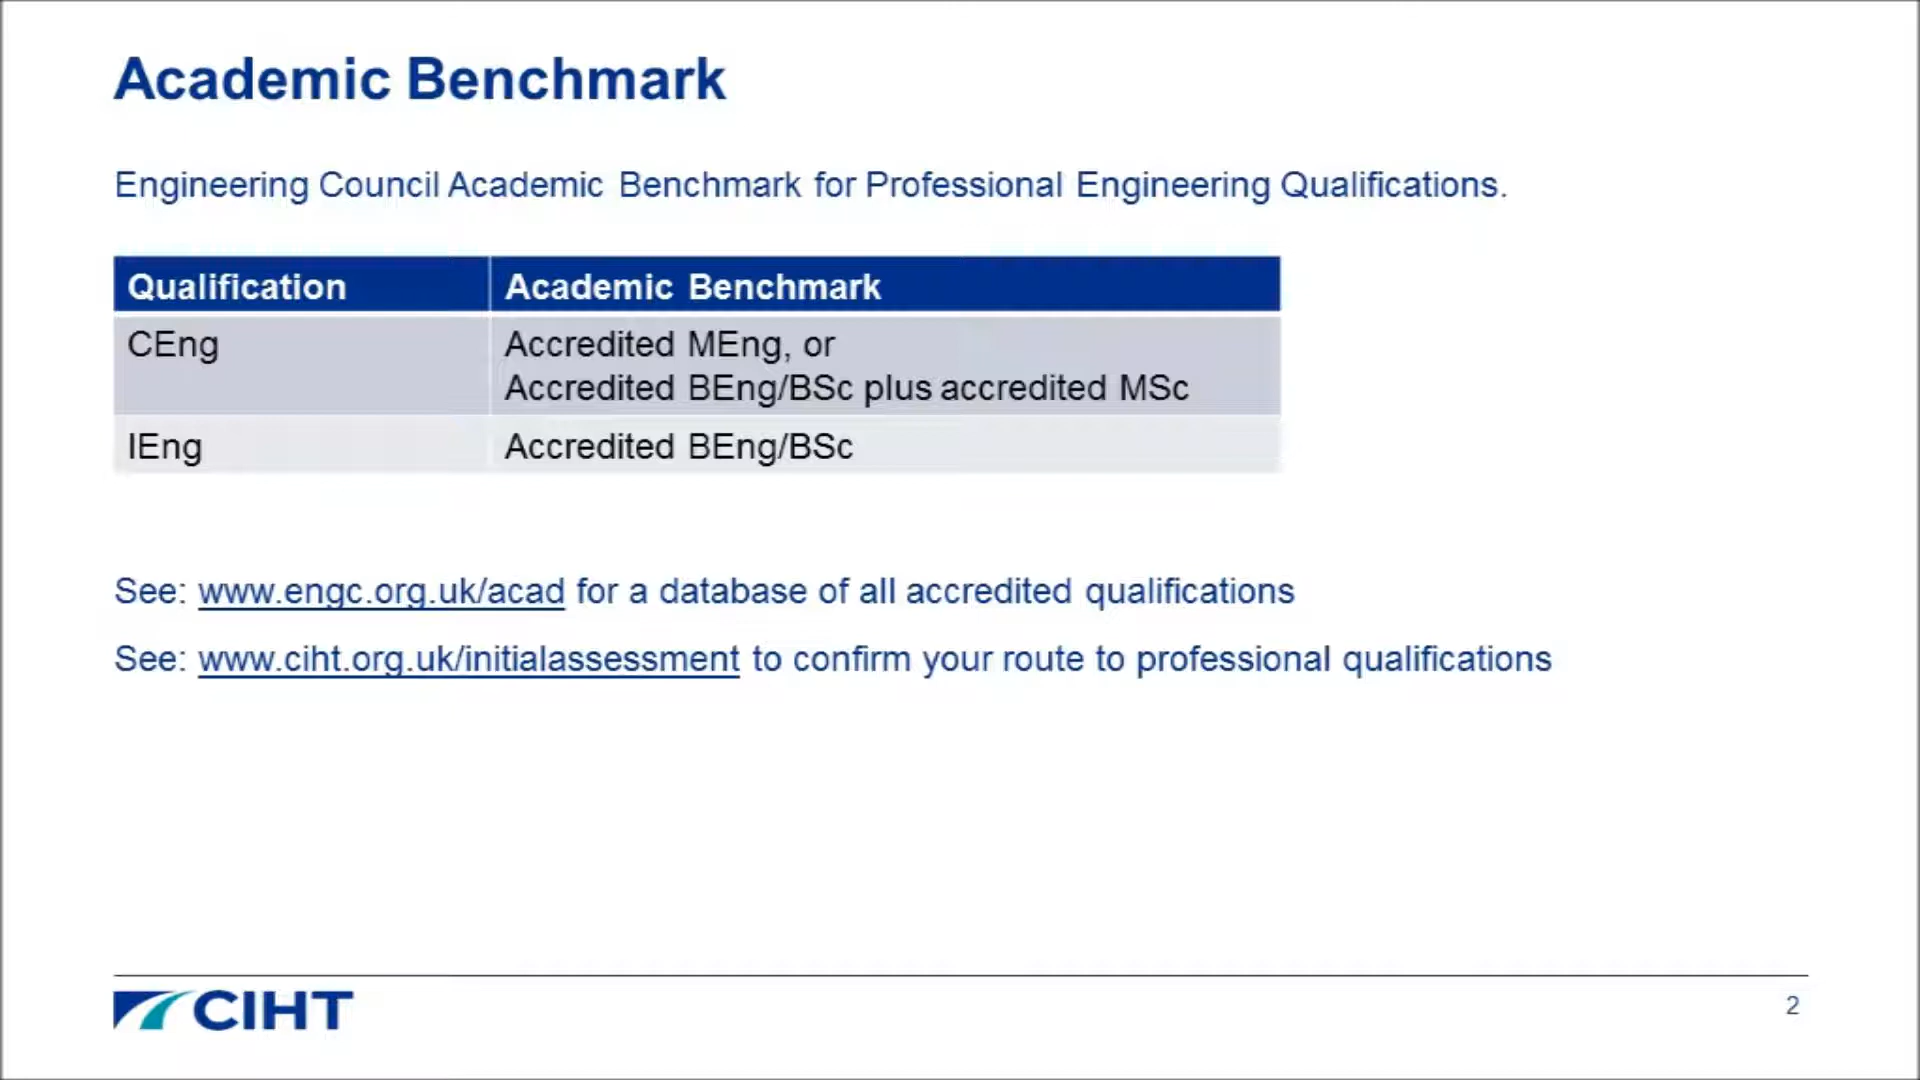 Academic Benchmark
Engineering Council Academic Benchmark for Professional Engineering Qualifications.
Qualification Academic Benchmark
CEng Accredited MEng, or
Accredited BEng/BSc plus accredited MSc
IEng Accredited BEng/BSc
See: www.engc.org.uk/acad for a database of all accredited qualifications
See: www.ciht.org.uk/initialassessment to confirm your route to professional qualifications
CIHT
2